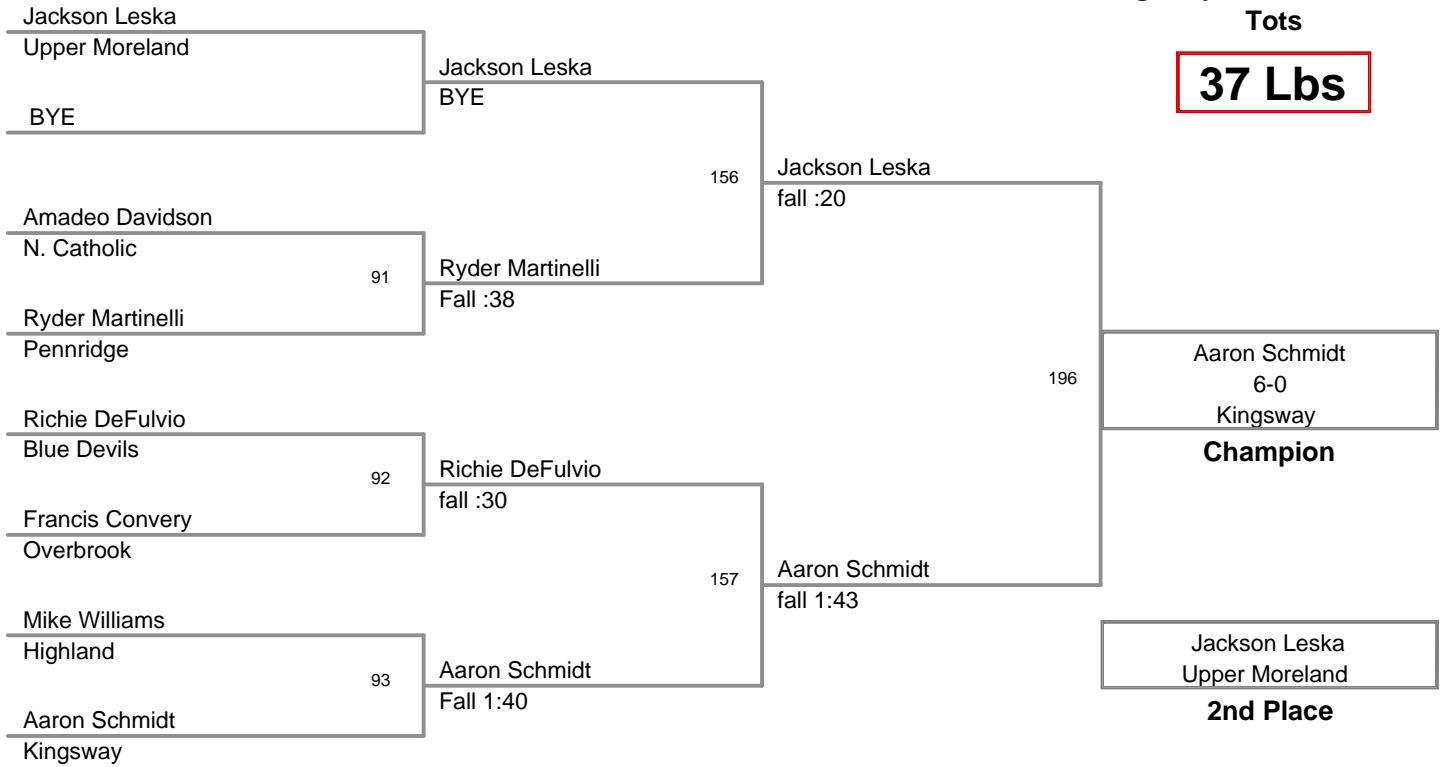 Tots
37 Lbs
Jackson Leska
Upper Moreland
BYE
Amadeo Davidson
N. Catholic
91
Ryder Martinelli
Pennridge
Richie DeFulvio
Blue Devils
92
Francis Convery
Overbrook
Mike Williams
Highland
93
Aaron Schmidt
Kingsway
Jackson Leska
BYE
156
Ryder Martinelli
Fall :38
Richie DeFulvio
fall :30
157
Aaron Schmidt
Fall 1:40
Jackson Leska
fall :20
196
Aaron Schmidt
fall 1:43
Aaron Schmidt
6-0
Kingsway
Champion
Jackson Leska
Upper Moreland
2nd Place